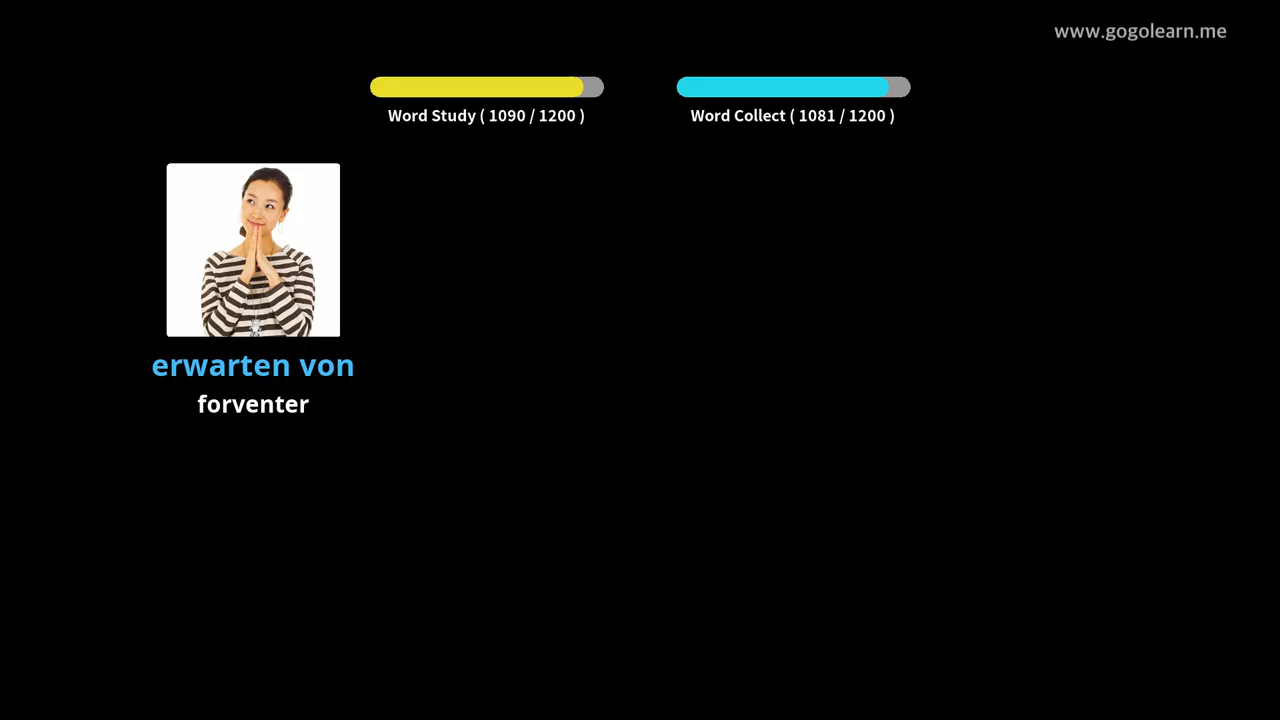 www.gogolearn.me
Word Study ( 1090 / 1200 )
Word Collect ( 1081 / 1200 )
erwarten von
forventer